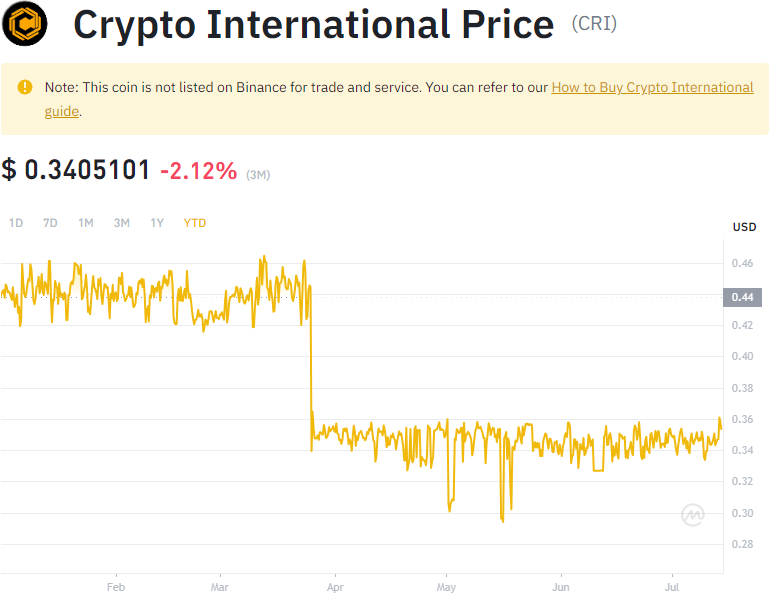 Crypto International Price (CRI)
Note: This coin is not listed on Binance for trade and service. You can refer to our How to Buy Crypto International
guide.
$ 0.3405101 -2.12% (3M)
1D 7D 1M 3M 1Y YTD
USD
0.46
0.44
0.42
0.40
0.38
0.36
0.34
0.32
0.30
0.28
Feb Mar Apr May Jun Jul